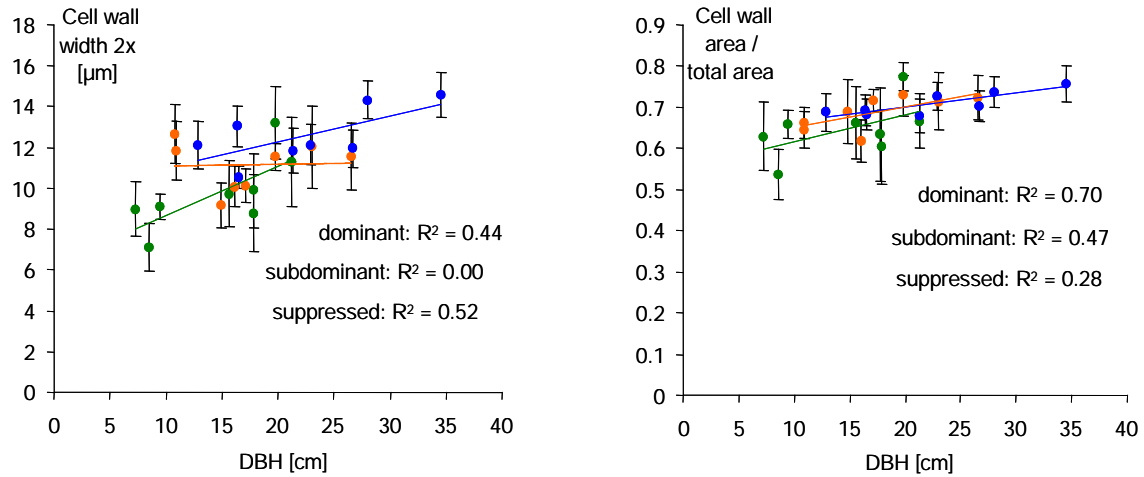 Cell wall
width 2x
[µm]
18
16
14
12
10
8
6
4
2
0
dominant: R² = 0.44
subdominant: R² = 0.00
suppressed: R² = 0.52
0 5 10 15 20 25 30 35 40
DBH [cm]
Cell wall
area /
total area
0.9
0.8
0.7
0.6
0.5
0.4
0.3
0.2
0.1
0
dominant: R² = 0.70
subdominant: R² = 0.47
suppressed: R² = 0.28
0 5 10 15 20 25 30 35 40
DBH [cm]